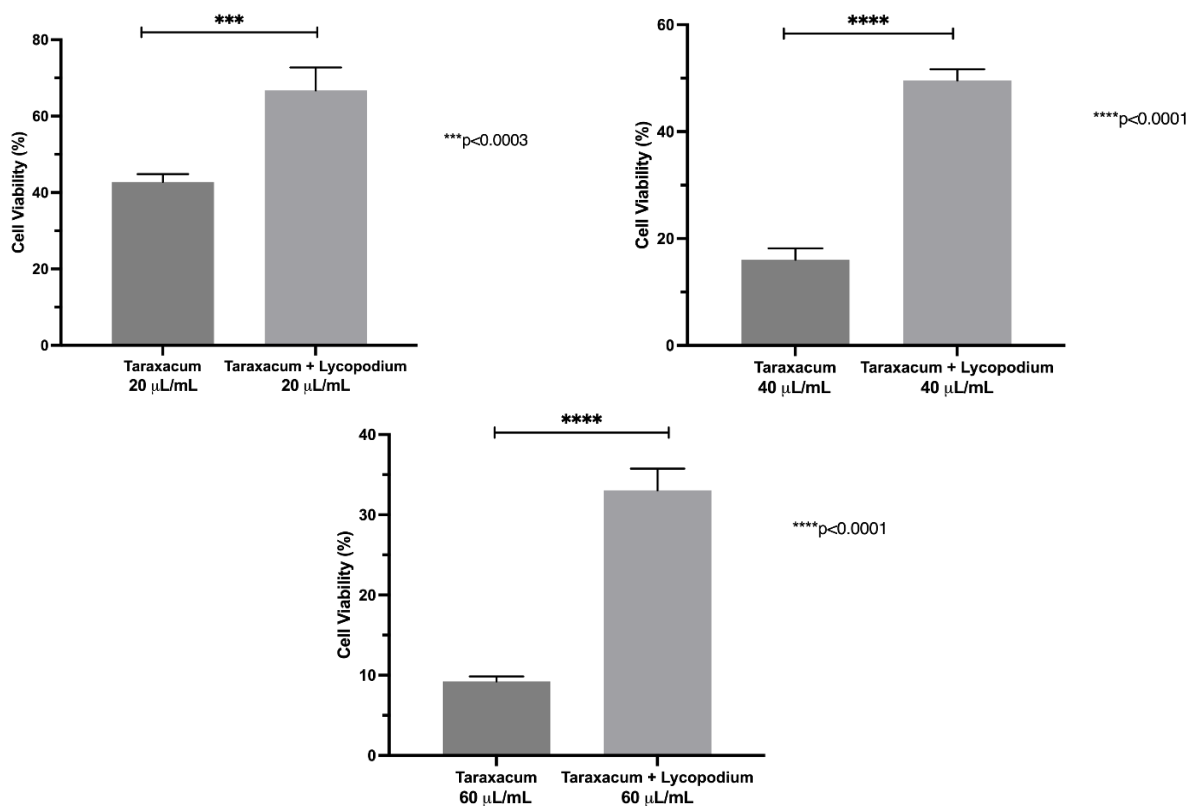 ***
80
60
40
20
0
Cell Viability (%)
Taraxacum
20 μL/mL
Taraxacum + Lycopodium
20 μL/mL
***p<0.0003
****
60
40
20
0
Cell Viability (%)
Taraxacum
40 μL/mL
Taraxacum + Lycopodium
40 μL/mL
****p<0.0001
****
40
30
20
10
0
Cell Viability (%)
Taraxacum
60 μL/mL
Taraxacum + Lycopodium
60 μL/mL
****p<0.0001